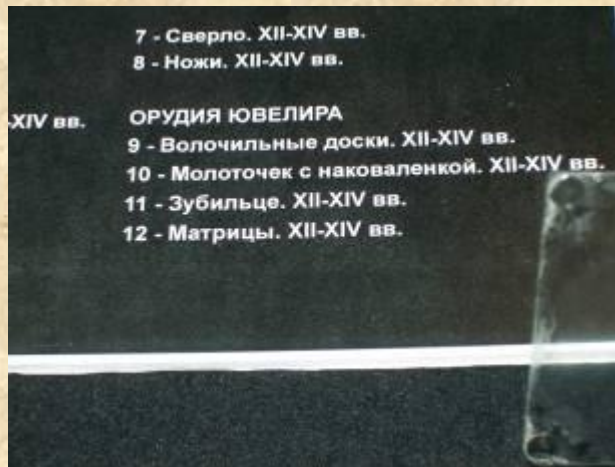 7 - Сверло. XII-XIV вв.
8 - Ножи. XII-XIV вв.
-XIV вв.
ОРУДИЯ ЮВЕЛИРА
9 - Волочильные доски. XII-XIV вв.
10 - Молоточек с наковаленкой. XII-XIV вв.
11 - Зубильце. XII-XIV вв.
12 - Матрицы. XII-XIV вв.